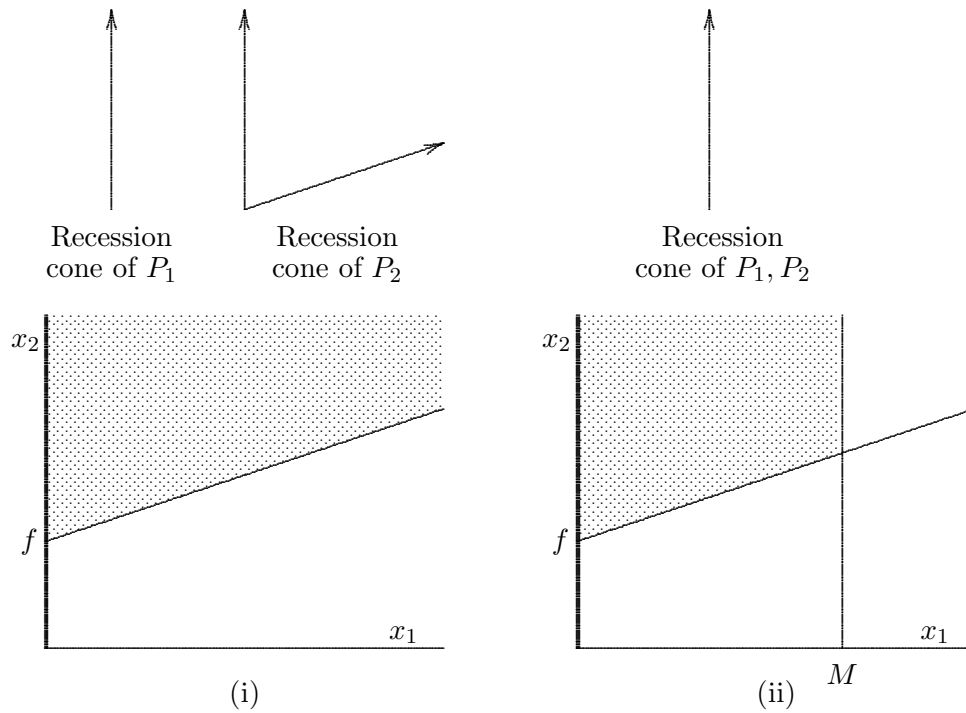 Recession
cone of P₁
Recession
cone of P₂
Recession
cone of P₁, P₂
x₂
f
x₁
(i)
x₂
f
x₁
M
(ii)